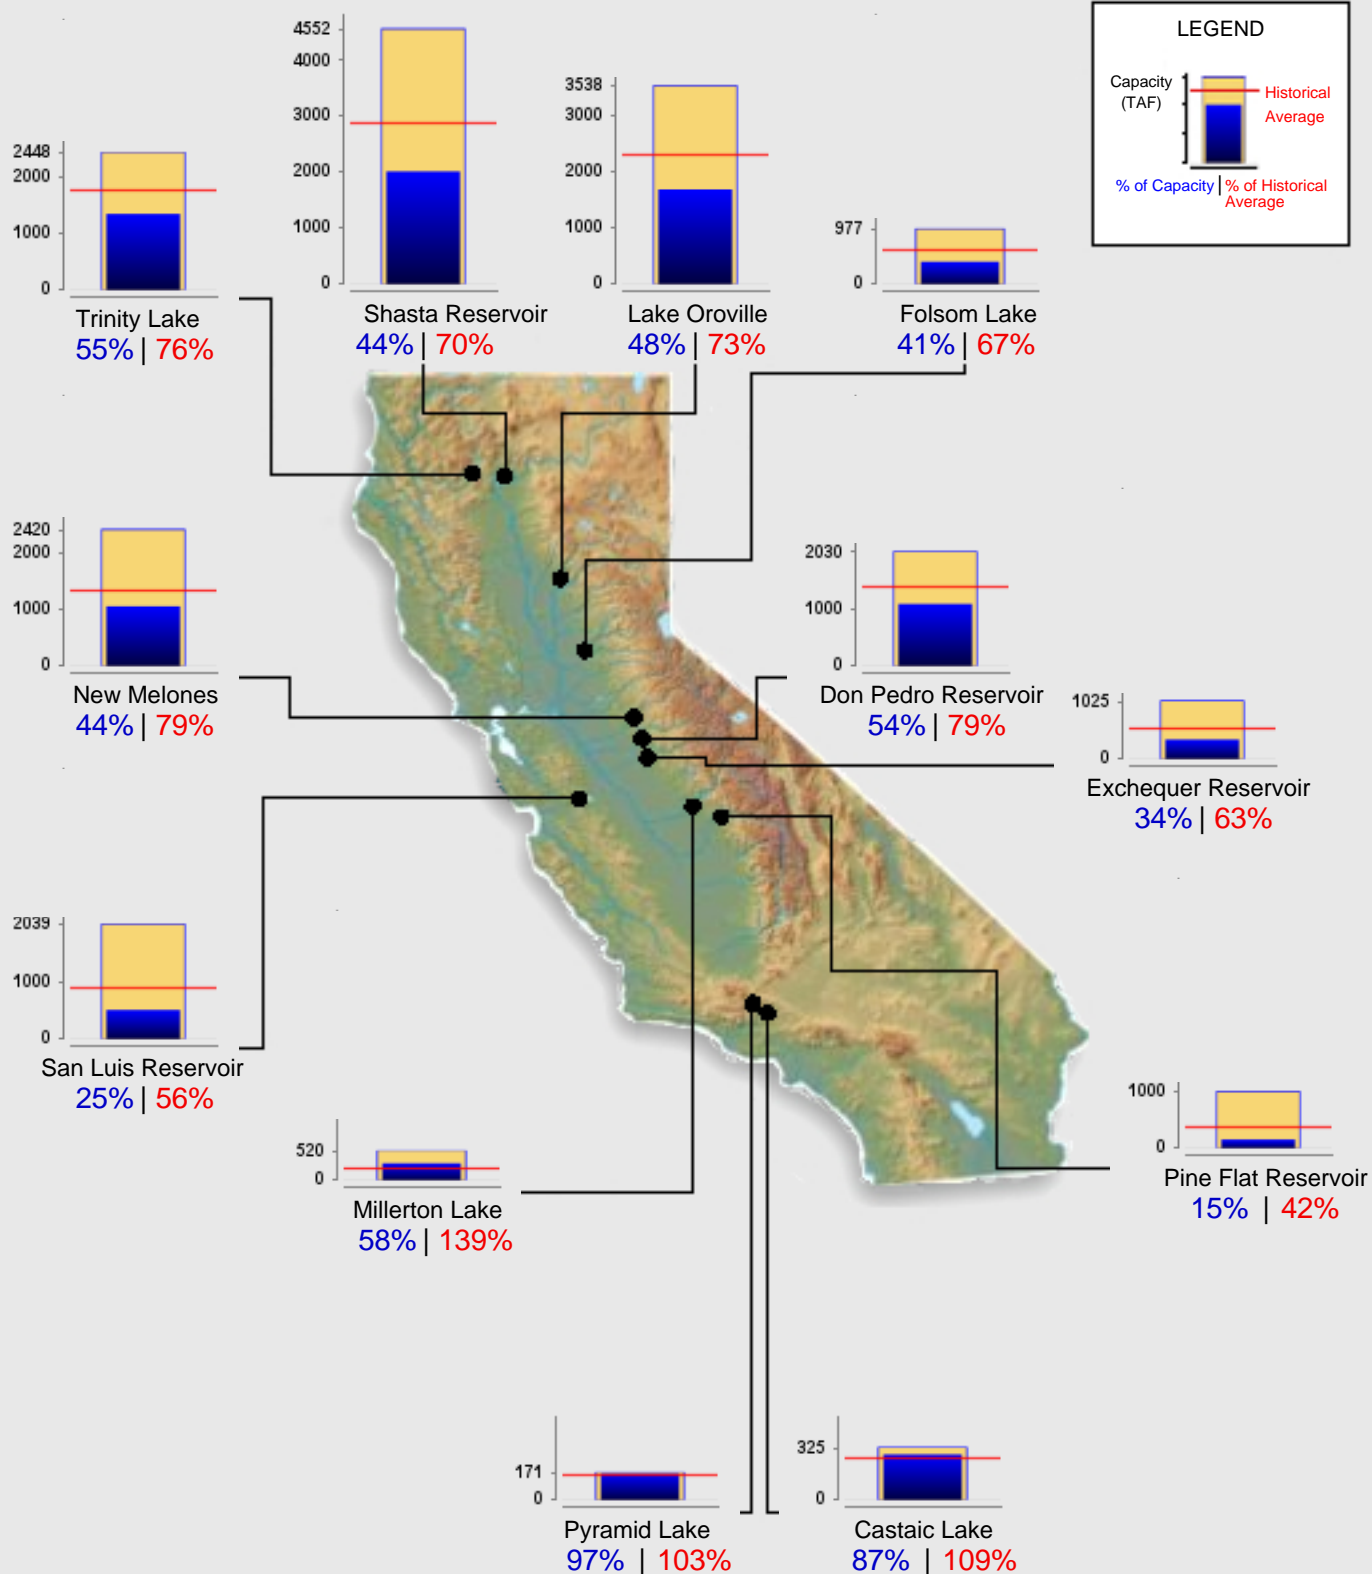 LEGEND
Capacity
(TAF)
Historical
Average
% of Capacity | % of Historical
Average
4552
4000
3000
2000
1000
0
Shasta Reservoir
44% | 70%
3538
3000
2000
1000
0
Lake Oroville
48% | 73%
2448
2000
1000
0
Trinity Lake
55% | 76%
977
0
Folsom Lake
41% | 67%
2420
2000
1000
0
New Melones
44% | 79%
2030
1000
0
Don Pedro Reservoir
54% | 79%
1025
0
Exchequer Reservoir
34% | 63%
2039
1000
0
San Luis Reservoir
25% | 56%
520
0
Millerton Lake
58% | 139%
1000
0
Pine Flat Reservoir
15% | 42%
171
0
Pyramid Lake
97% | 103%
325
0
Castaic Lake
87% | 109%